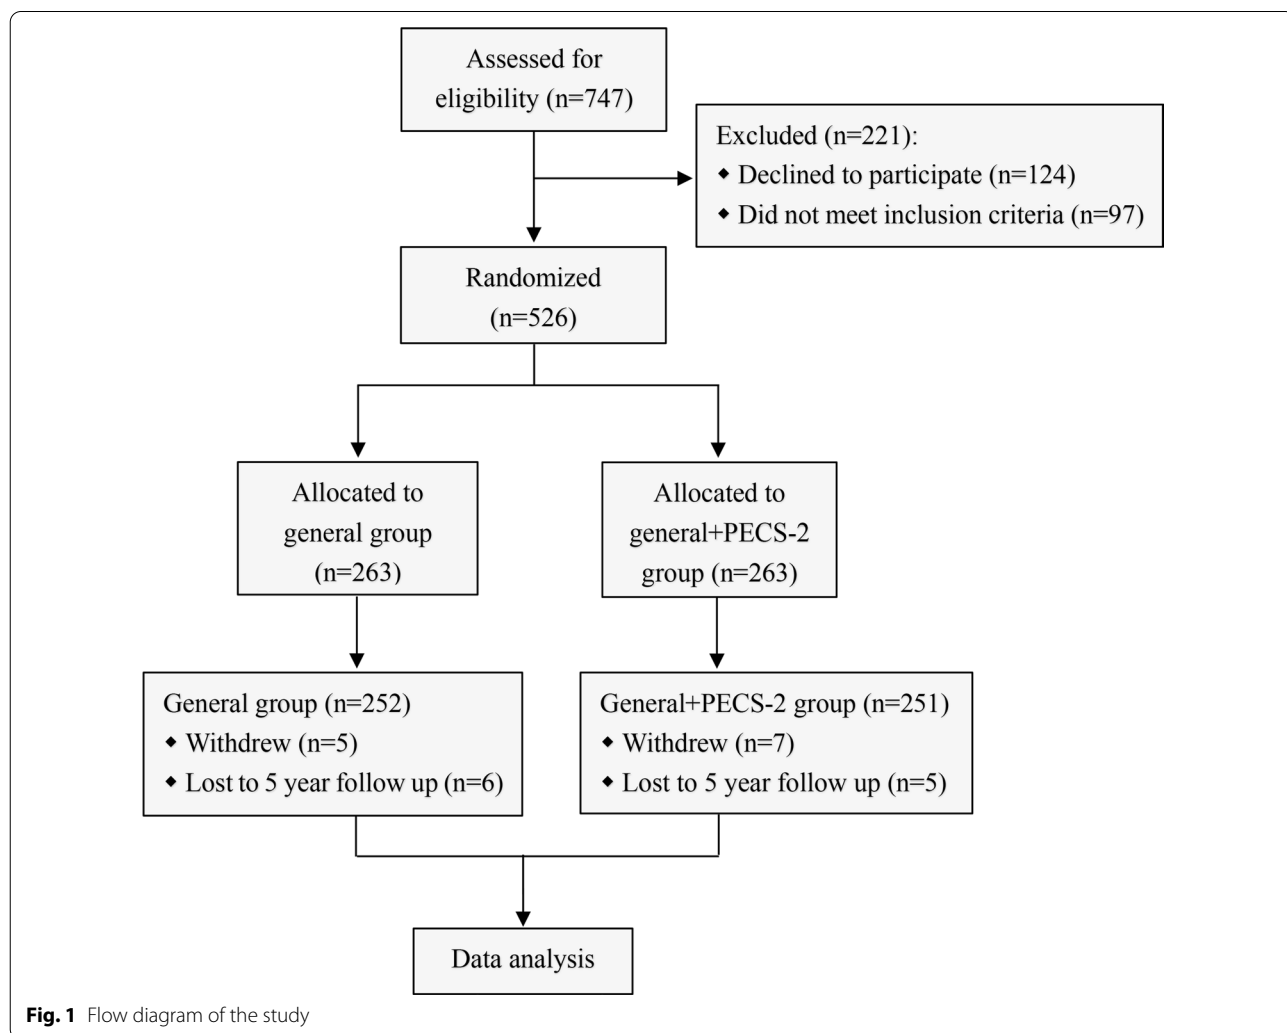 Assessed for
eligibility (n=747)
Excluded (n=221):
◆ Declined to participate (n=124)
◆ Did not meet inclusion criteria (n=97)
Randomized
(n=526)
Allocated to
general group
(n=263)
Allocated to
general+PECS-2
group (n=263)
General group (n=252)
◆ Withdrew (n=5)
◆ Lost to 5 year follow up (n=6)
General+PECS-2 group (n=251)
◆ Withdrew (n=7)
◆ Lost to 5 year follow up (n=5)
Data analysis
Fig. 1 Flow diagram of the study